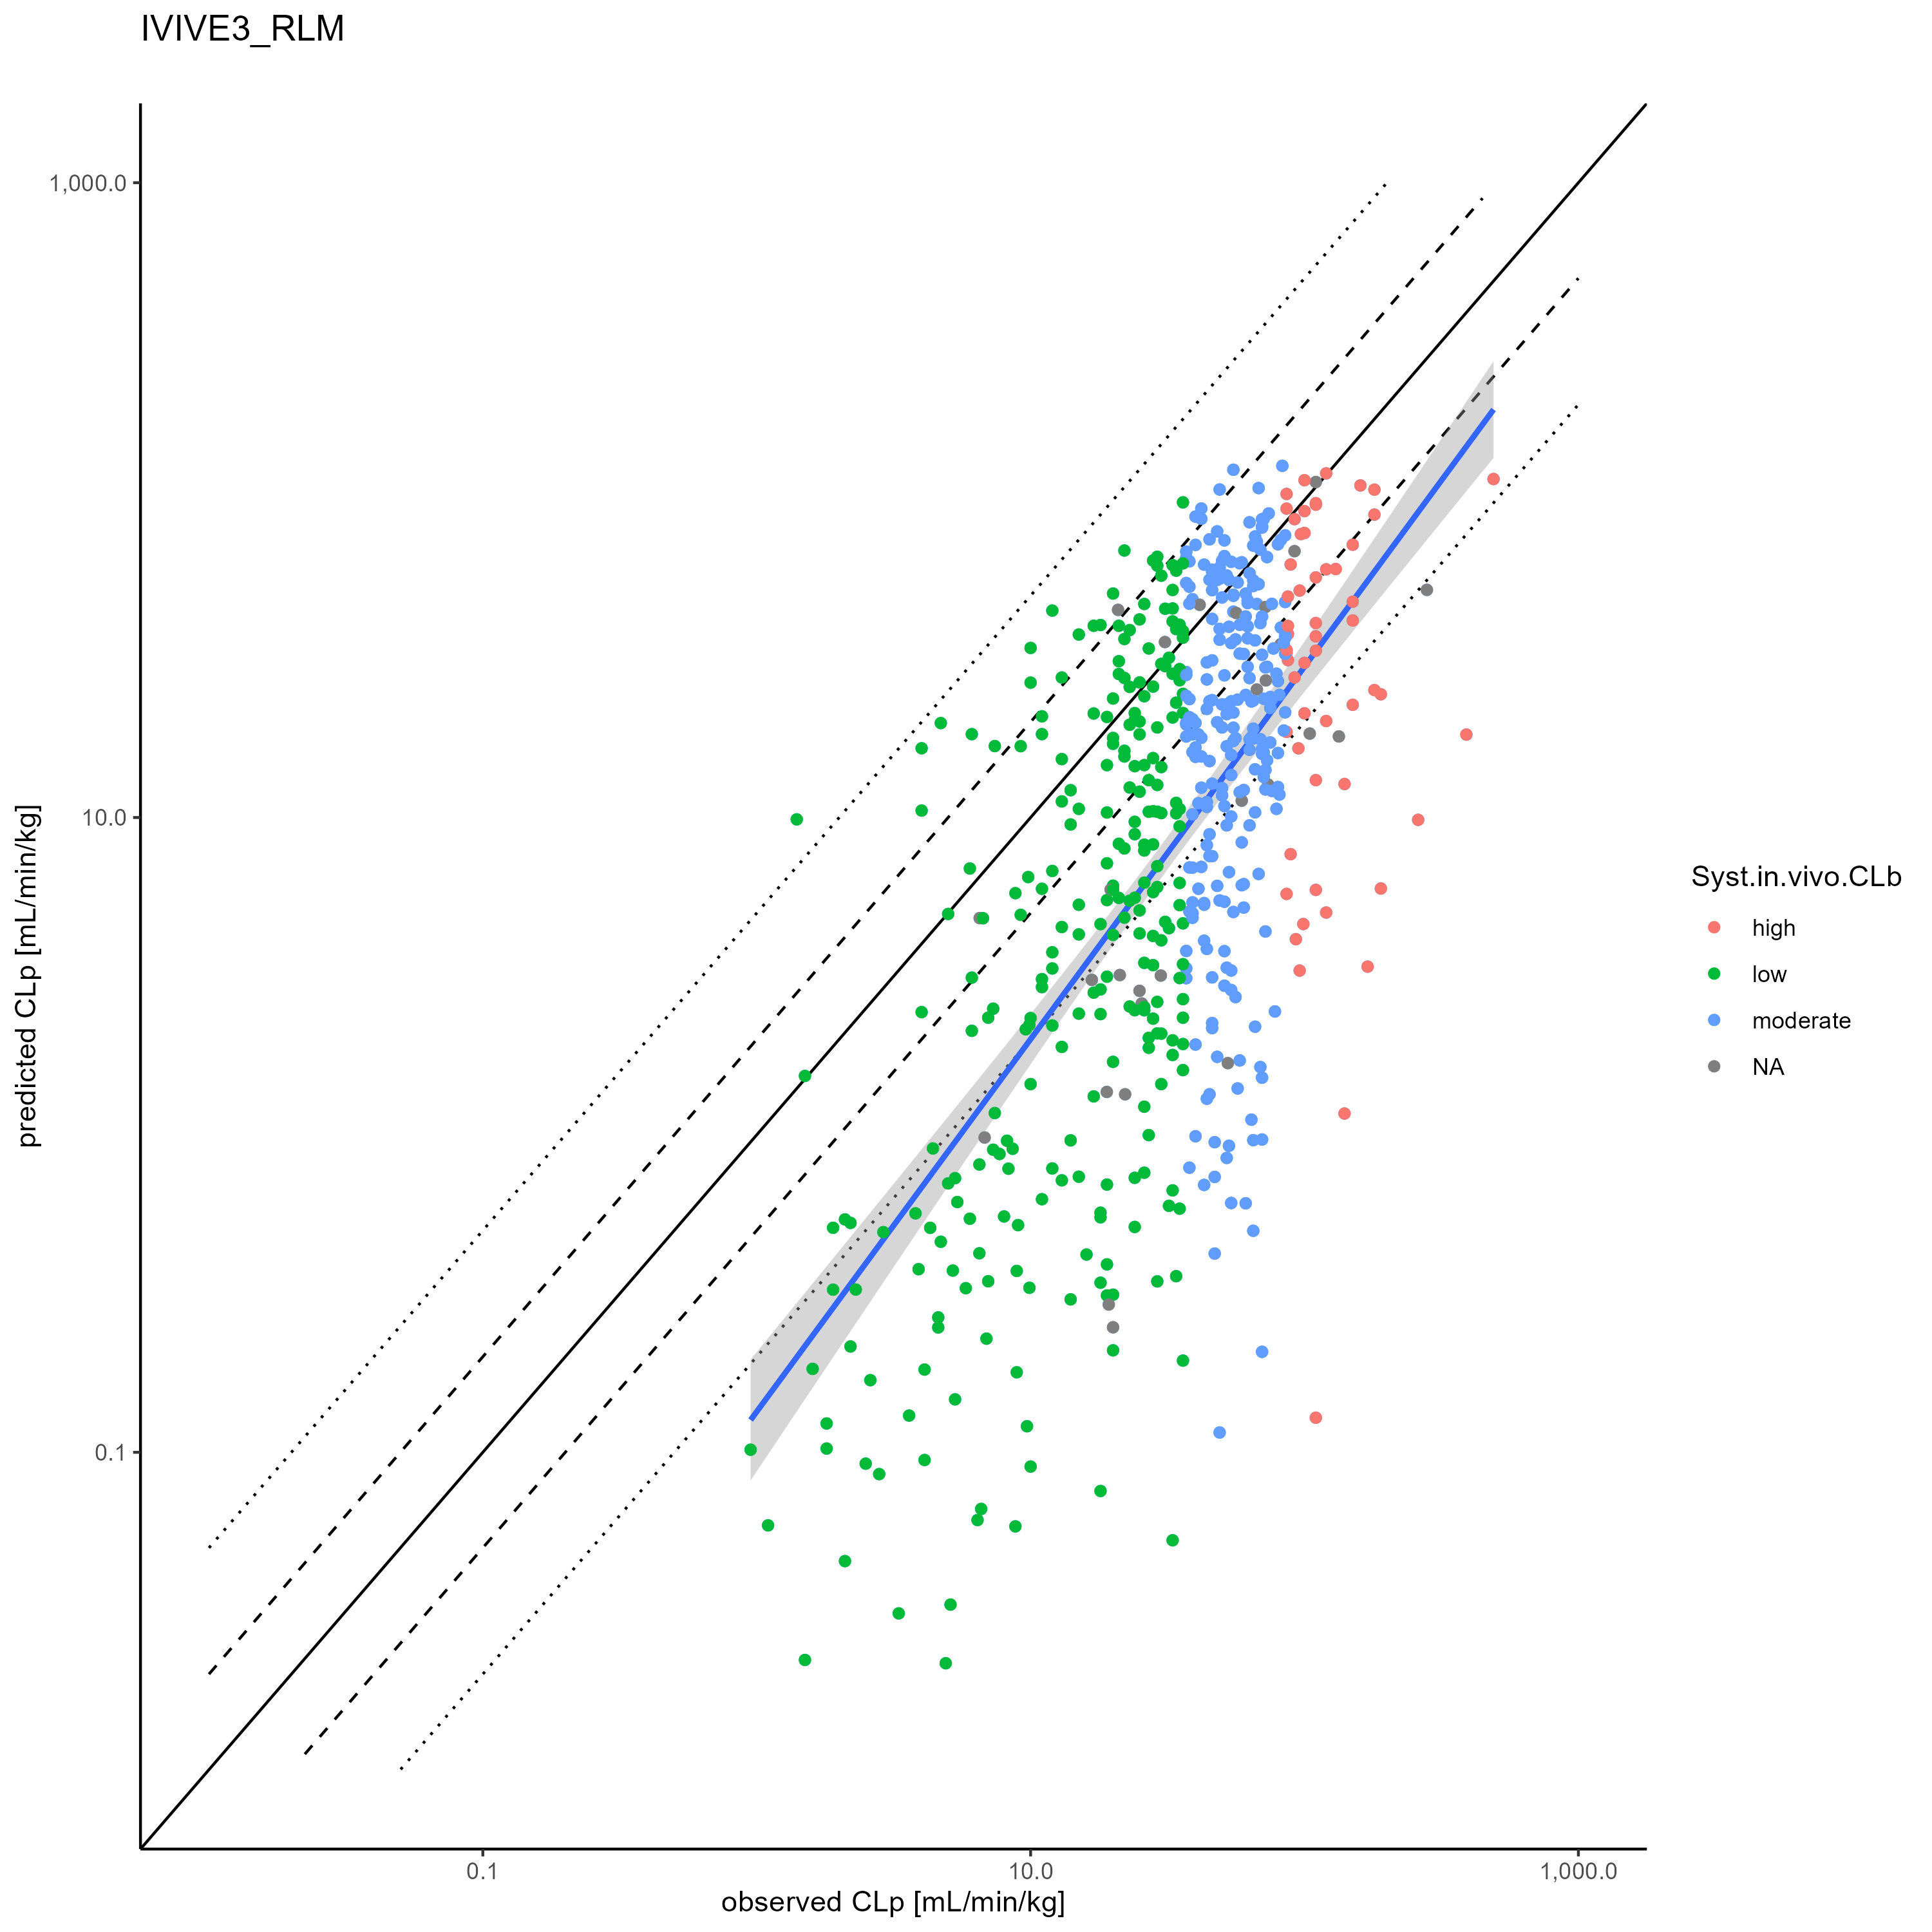 IVIVE3_RLM
1,000.0
10.0
0.1
predicted CLp [mL/min/kg]
0.1
10.0
1,000.0
observed CLp [mL/min/kg]
Syst.in.vivo.CLb
high
low
moderate
NA